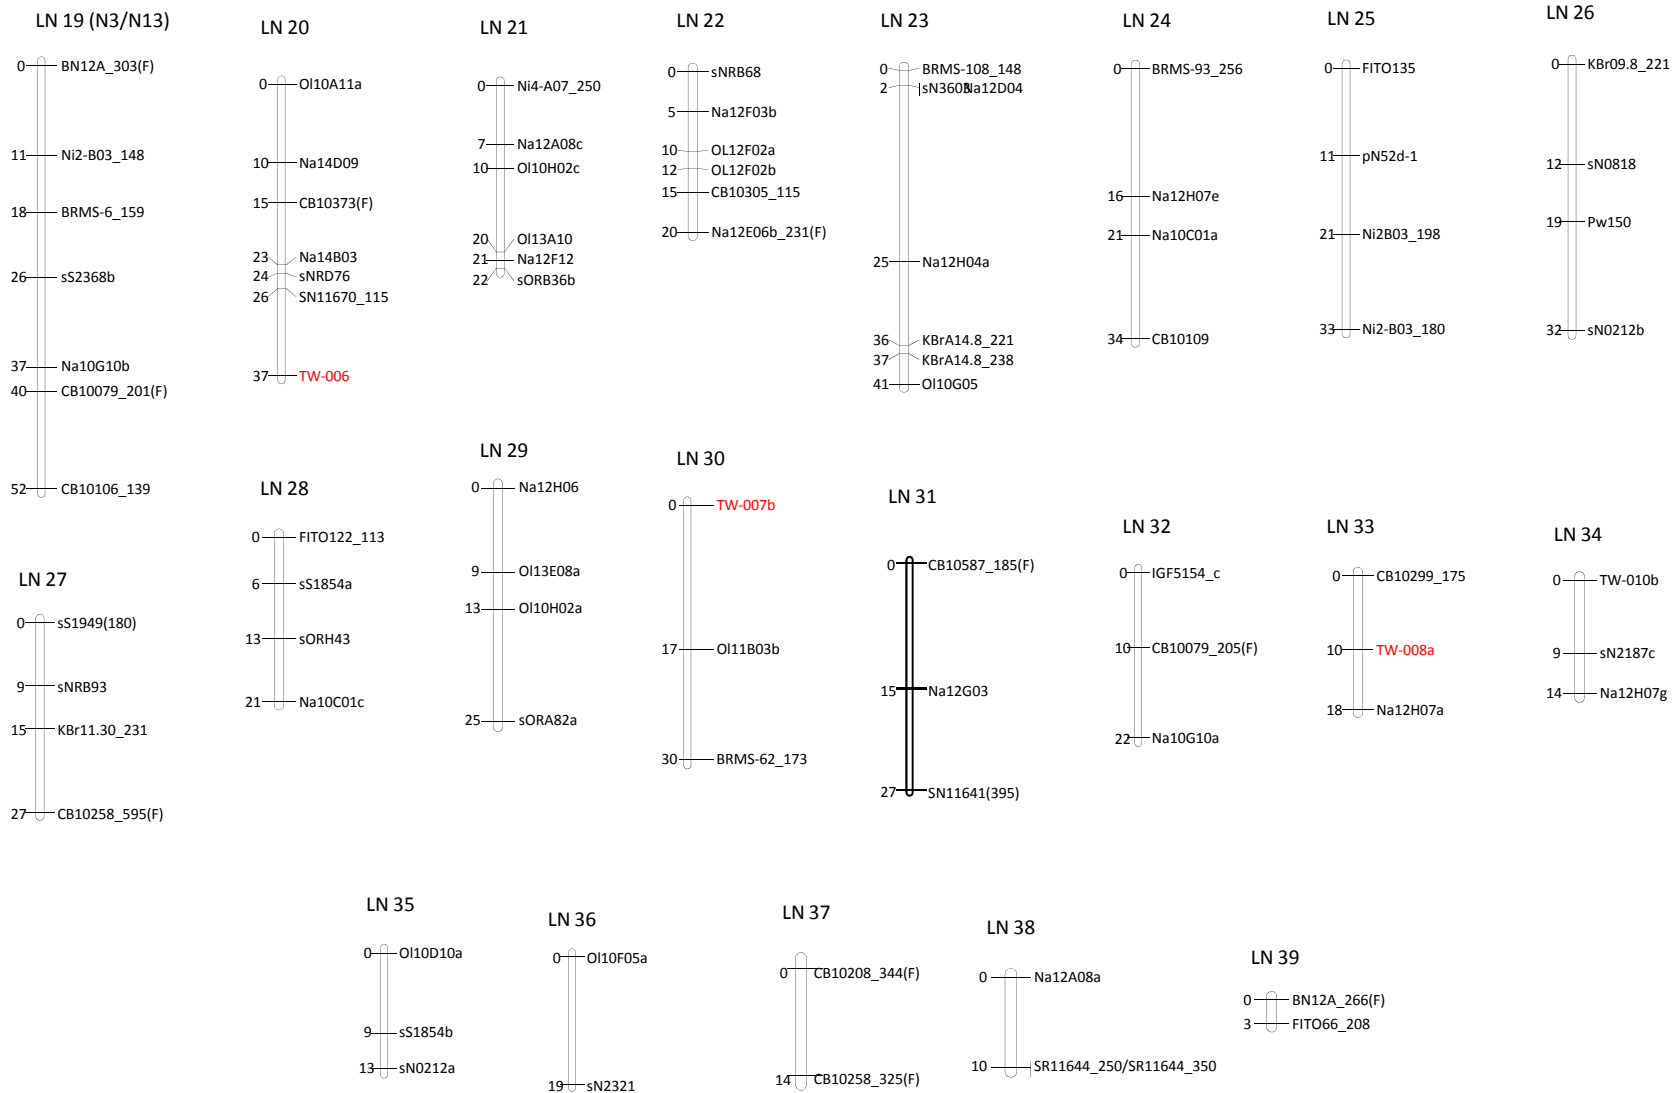 LN 19 (N3/N13)
0 BN12A_303(F)
11 Ni2-B03_148
18 BRMS-6_159
26 sS2368b
37 Na10G10b
40 CB10079_201(F)
52 CB10106_139
LN 20
0 Ol10A11a
10 Na14D09
15 CB10373(F)
23 Na14B03
24 sNRD76
26 SN11670_115
37 TW-006
LN 21
0 Ni4-A07_250
7 Na12A08c
10 Ol10H02c
20 Ol13A10
21 Na12F12
22 sORB36b
LN 22
0 sNRB68
5 Na12F03b
10 OL12F02a
12 OL12F02b
15 CB10305_115
20 Na12E06b_231(F)
LN 23
0 BRMS-108_148
2 Na12D04
25 Na12H04a
36 KBrA14.8_221
37 KBrA14.8_238
41 Ol10G05
LN 24
0 BRMS-93_256
16 Na12H07e
21 Na10C01a
34 CB10109
LN 25
0 FITO135
11 pN52d-1
21 Ni2B03_198
33 Ni2-B03_180
LN 26
0 KBr09.8_221
12 sN0818
19 Pw150
32 sN0212b
LN 27
0 sS1949(180)
9 sNRB93
15 KBr11.30_231
27 CB10258_595(F)
LN 28
0 FITO122_113
6 sS1854a
13 sORH43
21 Na10C01c
LN 29
0 Na12H06
9 Ol13E08a
13 Ol10H02a
25 sORA82a
LN 30
0 TW-007b
17 Ol11B03b
30 BRMS-62_173
LN 31
0 CB10587_185(F)
15 Na12G03
27 SN11641(395)
LN 32
0 IGF5154_c
10 CB10079_205(F)
22 Na10G10a
LN 33
0 CB10299_175
10 TW-008a
18 Na12H07a
LN 34
0 TW-010b
9 sN2187c
14 Na12H07g
LN 35
0 Ol10D10a
9 sS1854b
13 sN0212a
LN 36
0 Ol10F05a
19 sN2321
LN 37
0 CB10208_344(F)
14 CB10258_325(F)
LN 38
0 Na12A08a
10 SR11644_250/SR11644_350
LN 39
0 BN12A_266(F)
3 FITO66_208